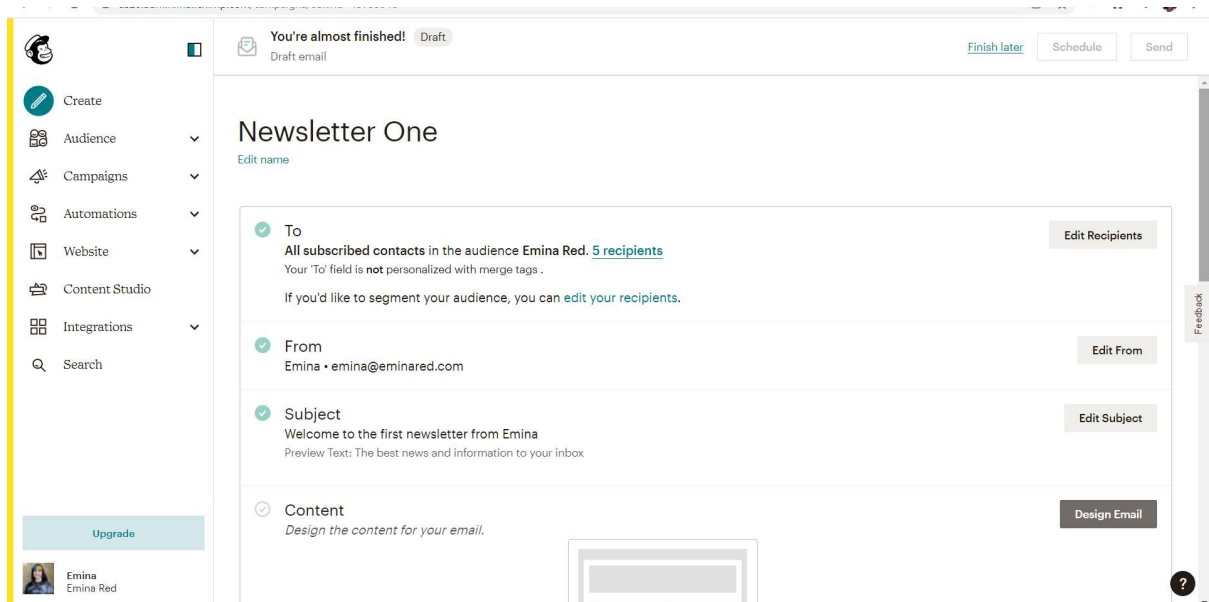 You're almost finished! Draft
Draft email
Finish later
Schedule
Send
Create
Audience
Campaigns
Automations
Website
Content Studio
Integrations
Search
Upgrade
Emina
Emina Red
Newsletter One
Edit name
To
All subscribed contacts in the audience Emina Red. 5 recipients
Your 'To' field is not personalized with merge tags .
If you'd like to segment your audience, you can edit your recipients.
Edit Recipients
From
Emina • emina@eminared.com
Edit From
Subject
Welcome to the first newsletter from Emina
Preview Text: The best news and information to your inbox
Edit Subject
Content
Design the content for your email.
Design Email
Feedback
?